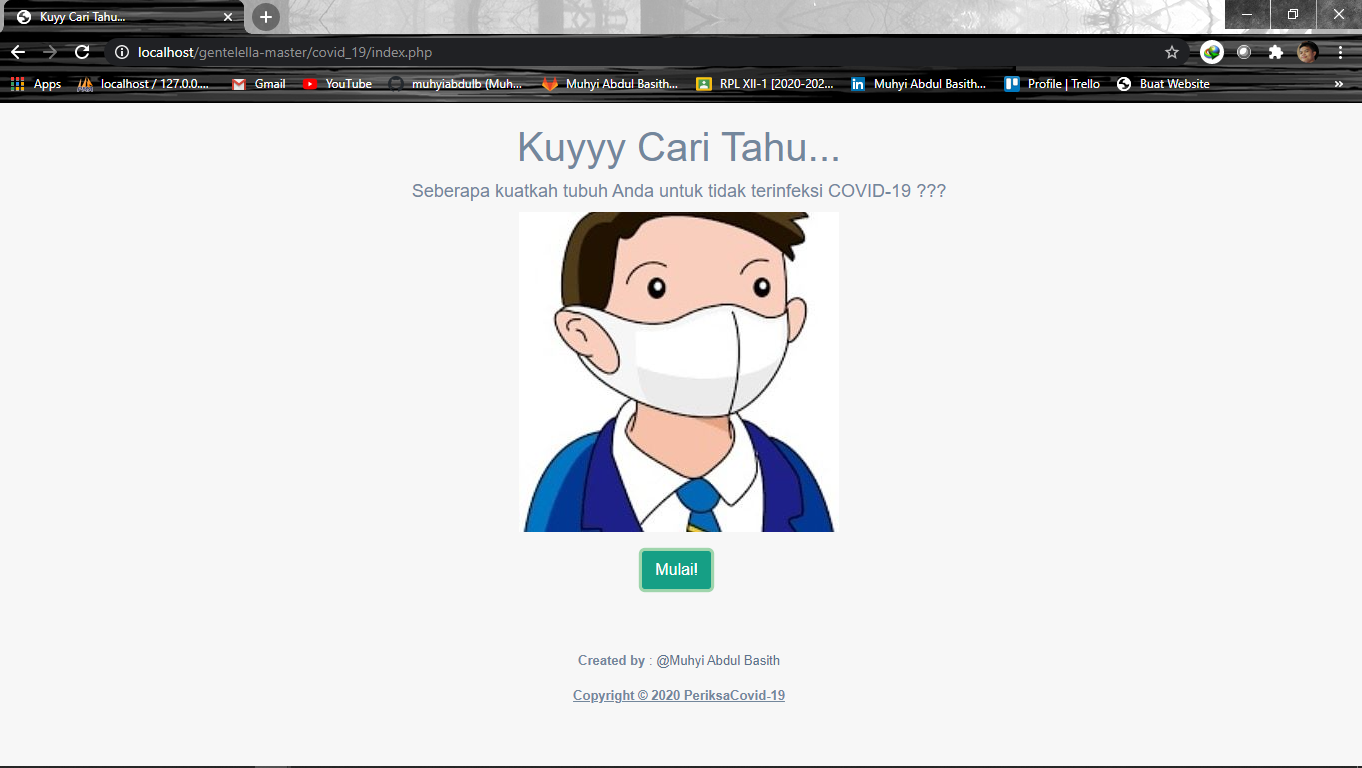 Kuyy Cari Tahu...
localhost/gentelella-master/covid_19/index.php
Apps localhost / 127.0.0.... Gmail YouTube muhyiabdulb (Muh... Muhyi Abdul Basith... RPL XII-1 [2020-202... Muhyi Abdul Basith... Profile | Trello Buat Website »
Kuyyy Cari Tahu...
Seberapa kuatkah tubuh Anda untuk tidak terinfeksi COVID-19 ???
Mulai!
Created by : @Muhyi Abdul Basith
Copyright © 2020 PeriksaCovid-19